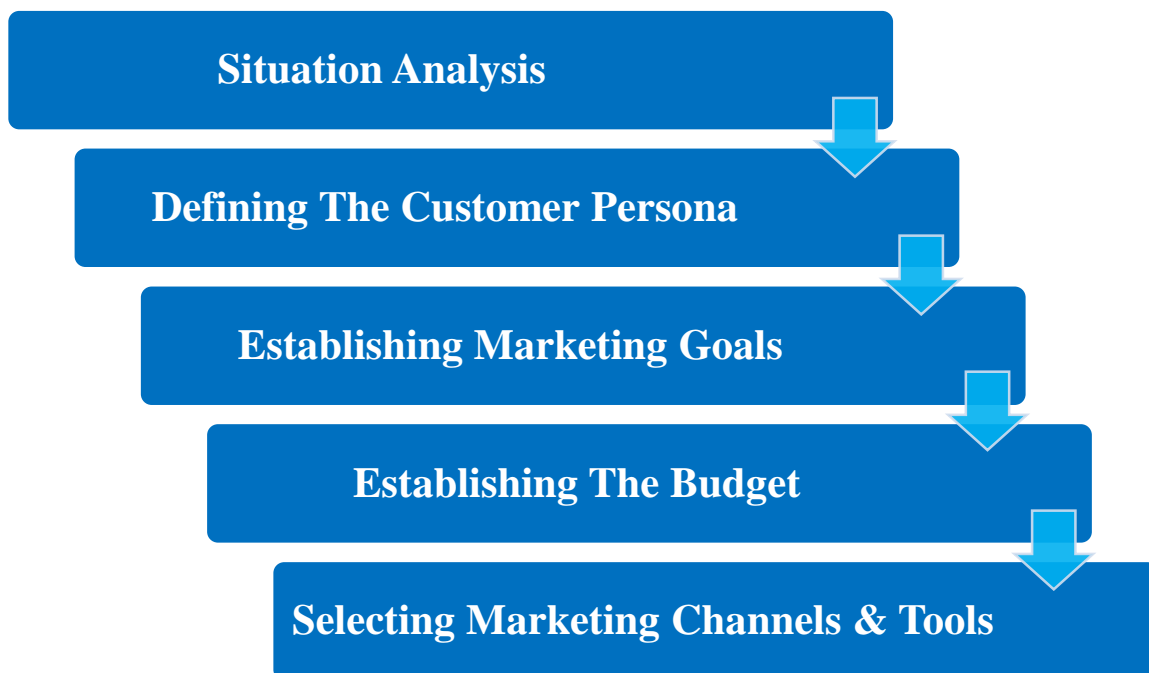 Situation Analysis
Defining The Customer Persona
Establishing Marketing Goals
Establishing The Budget
Selecting Marketing Channels & Tools